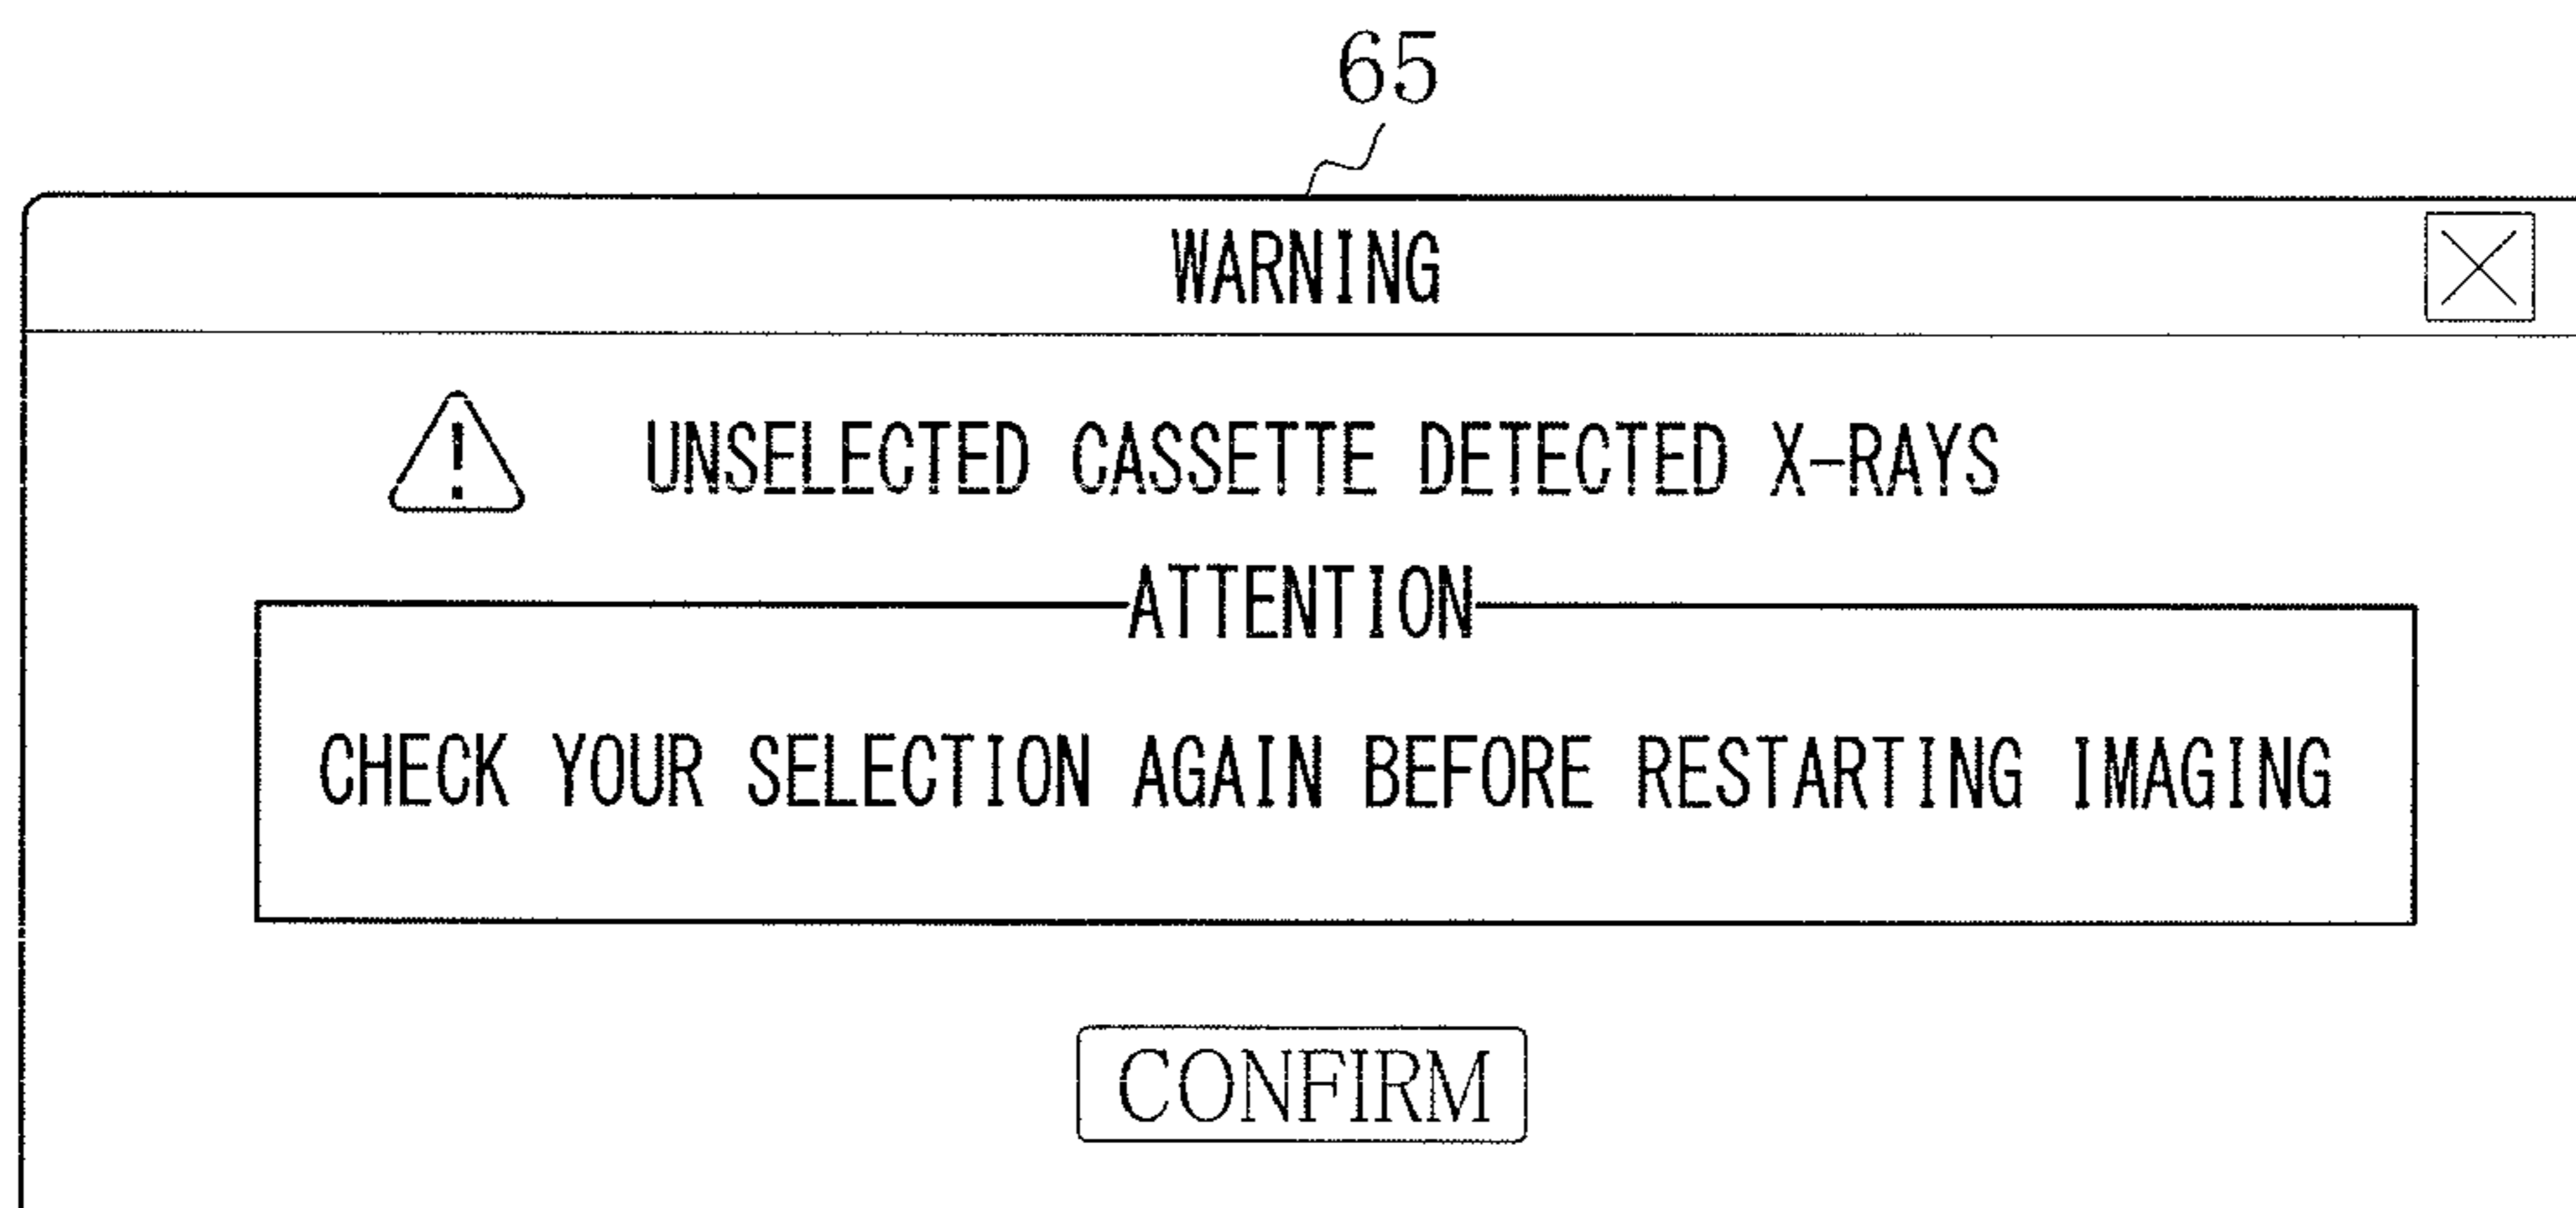 65
WARNING
UNSELECTED CASSETTE DETECTED X-RAYS
ATTENTION
CHECK YOUR SELECTION AGAIN BEFORE RESTARTING IMAGING
CONFIRM